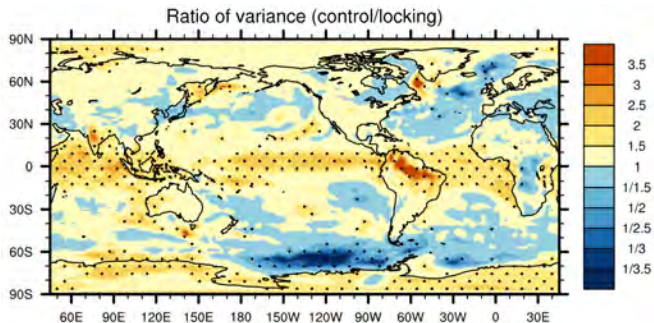 Ratio of variance (control/locking)
90N
60N
30N
0
30S
60S
90S
60E 90E 120E 150E 180E 150W 120W 90W 60W 30W 0 30E
3.5
3
2.5
2
1.5
1
1/1.5
1/2
1/2.5
1/3
1/3.5